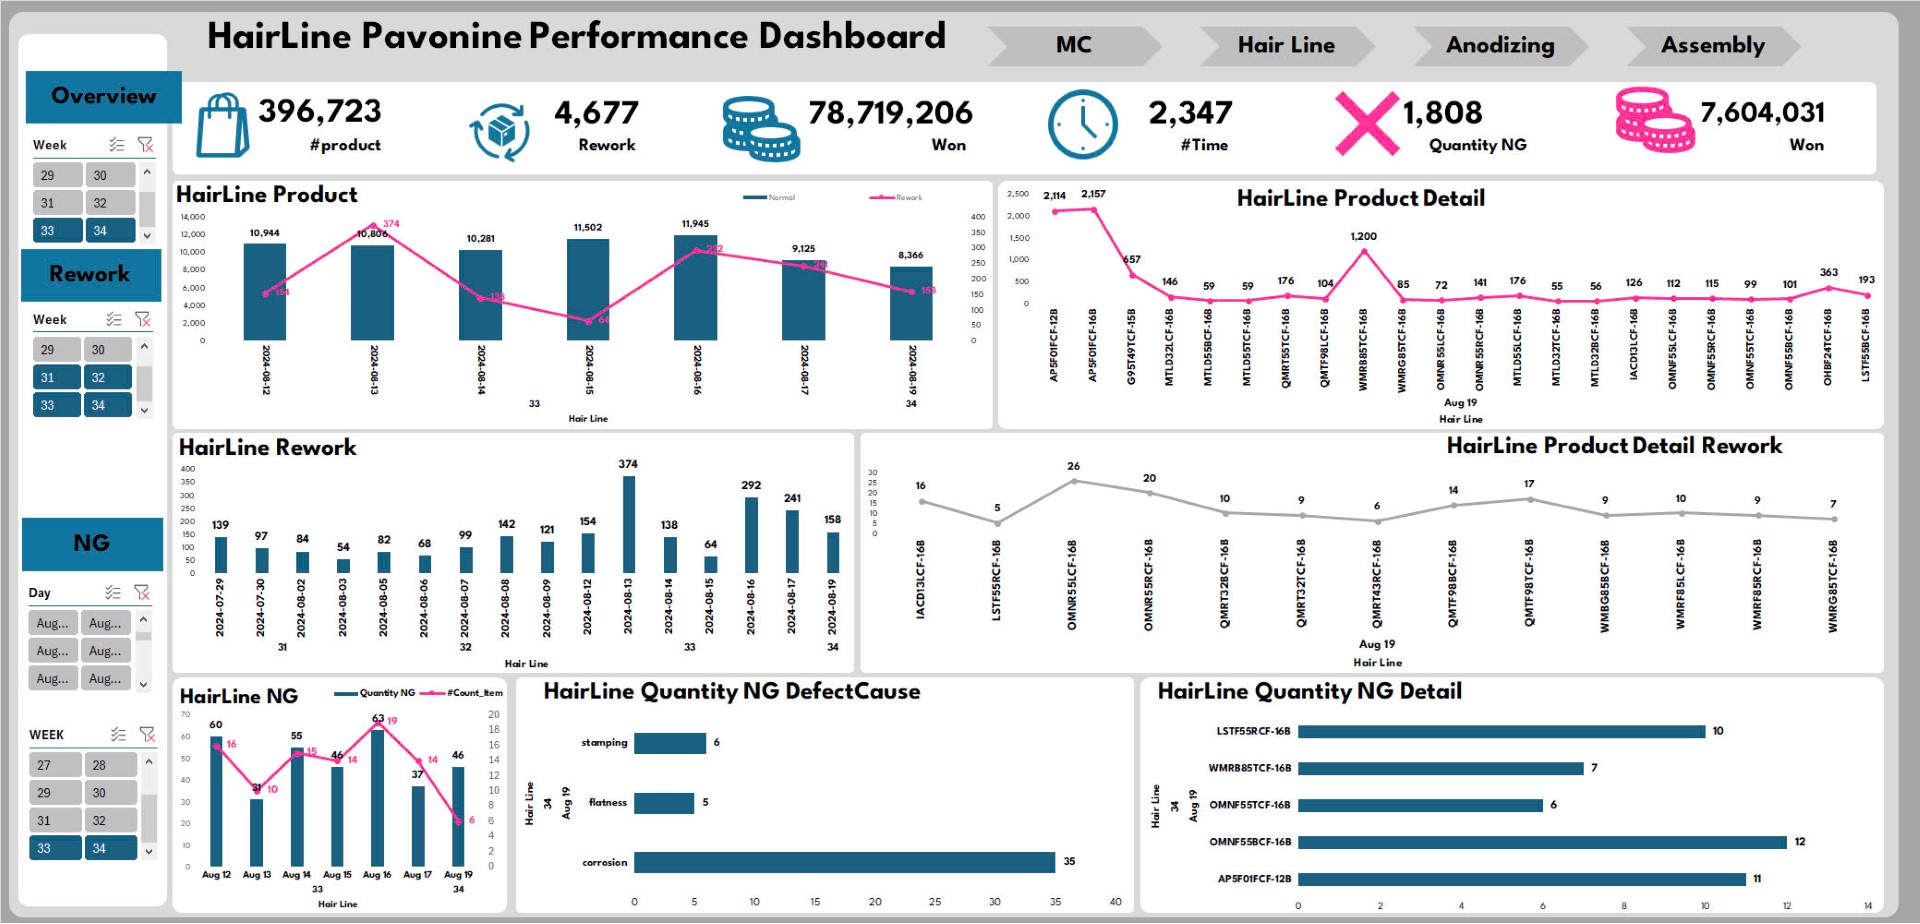 HairLine Pavonine Performance Dashboard
MC
Hair Line
Anodizing
Assembly
Overview
396,723
#product
4,677
Rework
78,719,206
Won
2,347
#Time
1,808
Quantity NG
7,604,031
Won
Week
29 30
31 32
33 34
Rework
Week
29 30
31 32
33 34
NG
Day
Aug... Aug...
Aug... Aug...
Aug... Aug...
WEEK
27 28
29 30
31 32
33 34
HairLine Product
Normal Rework
14,000
12,000
10,000
8,000
6,000
4,000
2,000
0
10,944 10,806 10,281 11,502 11,945 9,125 8,366
154 374 138 64 292 241 158
400
350
300
250
200
150
100
50
0
2024-08-12 2024-08-13 2024-08-14 2024-08-15 2024-08-16 2024-08-17 2024-08-19
33 34
Hair Line
HairLine Product Detail
2,500
2,000
1,500
1,000
500
0
2,114 2,157 657 146 59 59 176 104 1,200 85 72 141 176 55 56 126 112 115 99 101 363 193
AP5F01FCF-12B
AP5F01FCF-16B
G95T49TCF-15B
MTLD32LCF-16B
MTLD55BCF-16B
MTLD55TCF-16B
QMRT55TCF-16B
QMTF98LCF-16B
WMRB85TCF-16B
WMRG85TCF-16B
OMNR55LCF-16B
OMNR55RCF-16B
MTLD55LCF-16B
MTLD32TCF-16B
MTLD32BCF-16B
IACD13LCF-16B
OMNF55LCF-16B
OMNF55RCF-16B
OMNF55TCF-16B
OMNF55BCF-16B
OHBF24TCF-16B
LSTF55BCF-16B
Aug 19
Hair Line
HairLine Rework
400
350
300
250
200
150
100
50
0
139 97 84 54 82 68 99 142 121 154 374 138 64 292 241 158
2024-07-29 2024-07-30 2024-08-02 2024-08-03 2024-08-05 2024-08-06 2024-08-07 2024-08-08 2024-08-09 2024-08-12 2024-08-13 2024-08-14 2024-08-15 2024-08-16 2024-08-17 2024-08-19
31 32 33 34
Hair Line
HairLine Product Detail Rework
30
25
20
15
10
5
0
16 5 26 20 10 9 6 14 17 9 10 9 7
IACD13LCF-16B
LSTF55RCF-16B
OMNR55LCF-16B
OMNR55RCF-16B
QMRT32BCF-16B
QMRT32TCF-16B
QMRT43RCF-16B
QMTF98BCF-16B
QMTF98TCF-16B
WMBG85BCF-16B
WMRF85LCF-16B
WMRF85RCF-16B
WMRG85TCF-16B
Aug 19
Hair Line
HairLine NG
Quantity NG #Count_Item
70
60
50
40
30
20
10
0
60 31 55 46 63 37 46
16 10 15 14 19 14 6
20
18
16
14
12
10
8
6
4
2
0
Aug 12 Aug 13 Aug 14 Aug 15 Aug 16 Aug 17 Aug 19
33 34
Hair Line
HairLine Quantity NG DefectCause
Hair Line
34
Aug 19
stamping 6
flatness 5
corrosion 35
0 5 10 15 20 25 30 35 40
HairLine Quantity NG Detail
Hair Line
34
Aug 19
LSTF55RCF-16B 10
WMRB85TCF-16B 7
OMNF55TCF-16B 6
OMNF55BCF-16B 12
AP5F01FCF-12B 11
0 2 4 6 8 10 12 14